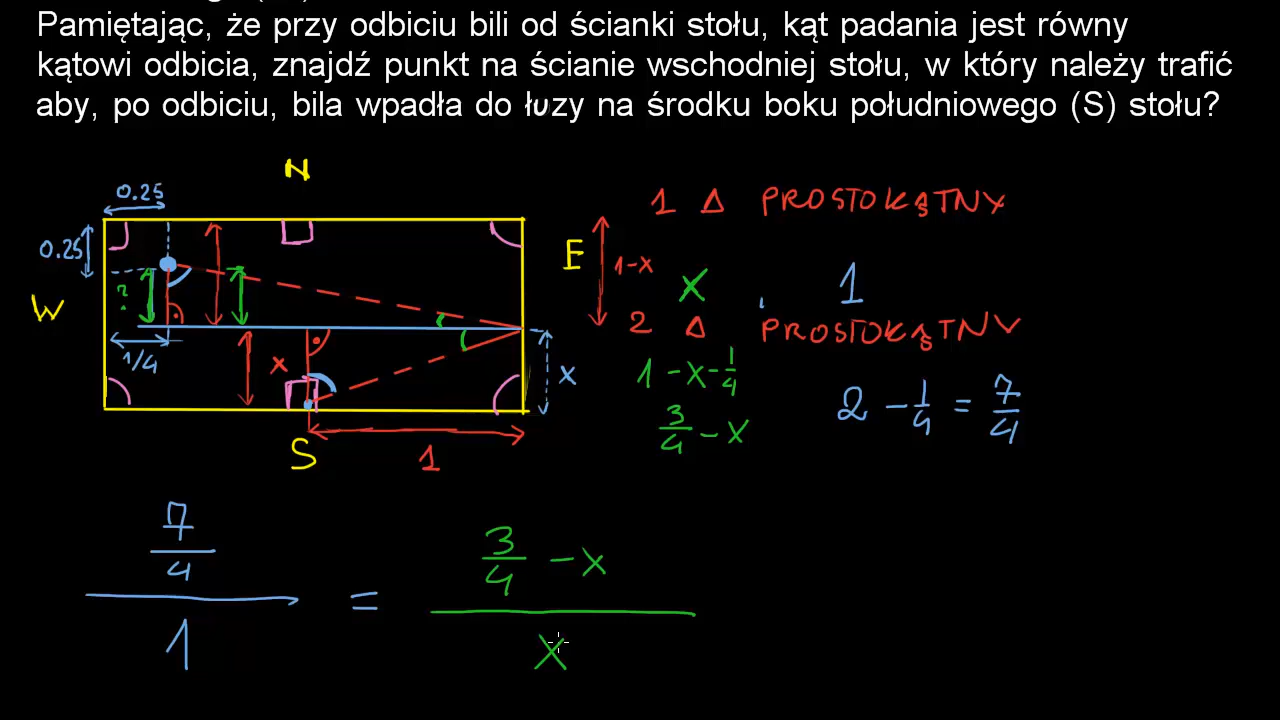 Pamiętając, że przy odbiciu bili od ścianki stołu, kąt padania jest równy
kątowi odbicia, znajdź punkt na ścianie wschodniej stołu, w który należy trafić
aby, po odbiciu, bila wpadła do łuzy na środku boku południowego (S) stołu?
N
0.25
0.25
W
?
1/4
x
S
1
E
1-x
x
1 Δ PROSTOKĄTNY
x , 1
2 Δ PROSTOKĄTNY
1 - x - 1/4
3/4 - x
2 - 1/4 = 7/4
7/4 / 1 = 3/4 - x / x